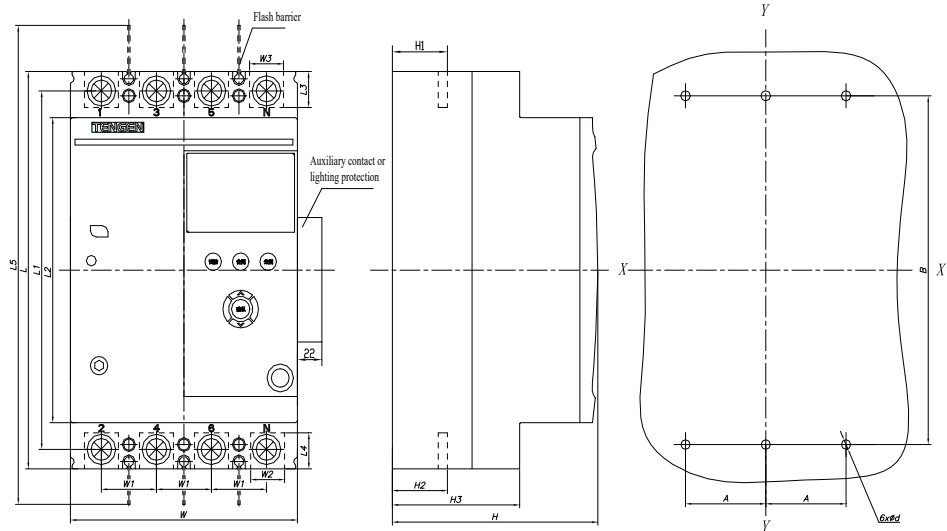 Flash barrier
W3
L3
1 3 5 N
TENGEN
Auxiliary contact or
lighting protection
L5
L
L1
L2
22
2 4 6 N
L4
W2
W1 W1 W1
W
H1
H2
H3
H
Y
X X
B
A A
6xØd
Y